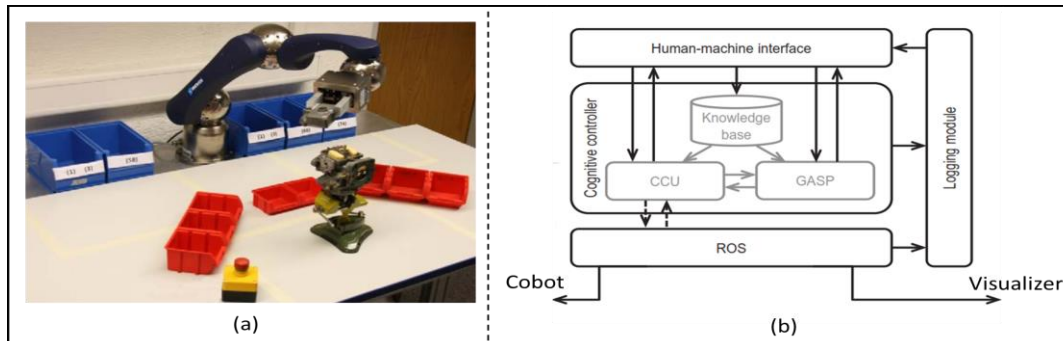 Human-machine interface
Cognitive controller
Knowledge
base
CCU
GASP
Logging module
ROS
Cobot
Visualizer
(a)
(b)